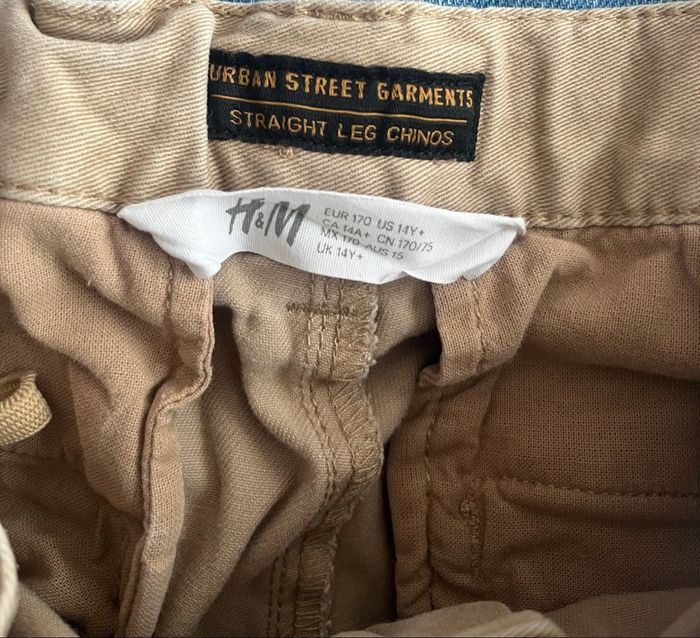 URBAN STREET GARMENTS
STRAIGHT LEG CHINOS
H&M
EUR 170 US 14Y+
CA 14A+ CN 170/75
MX 170 AUS 15
UK 14Y+